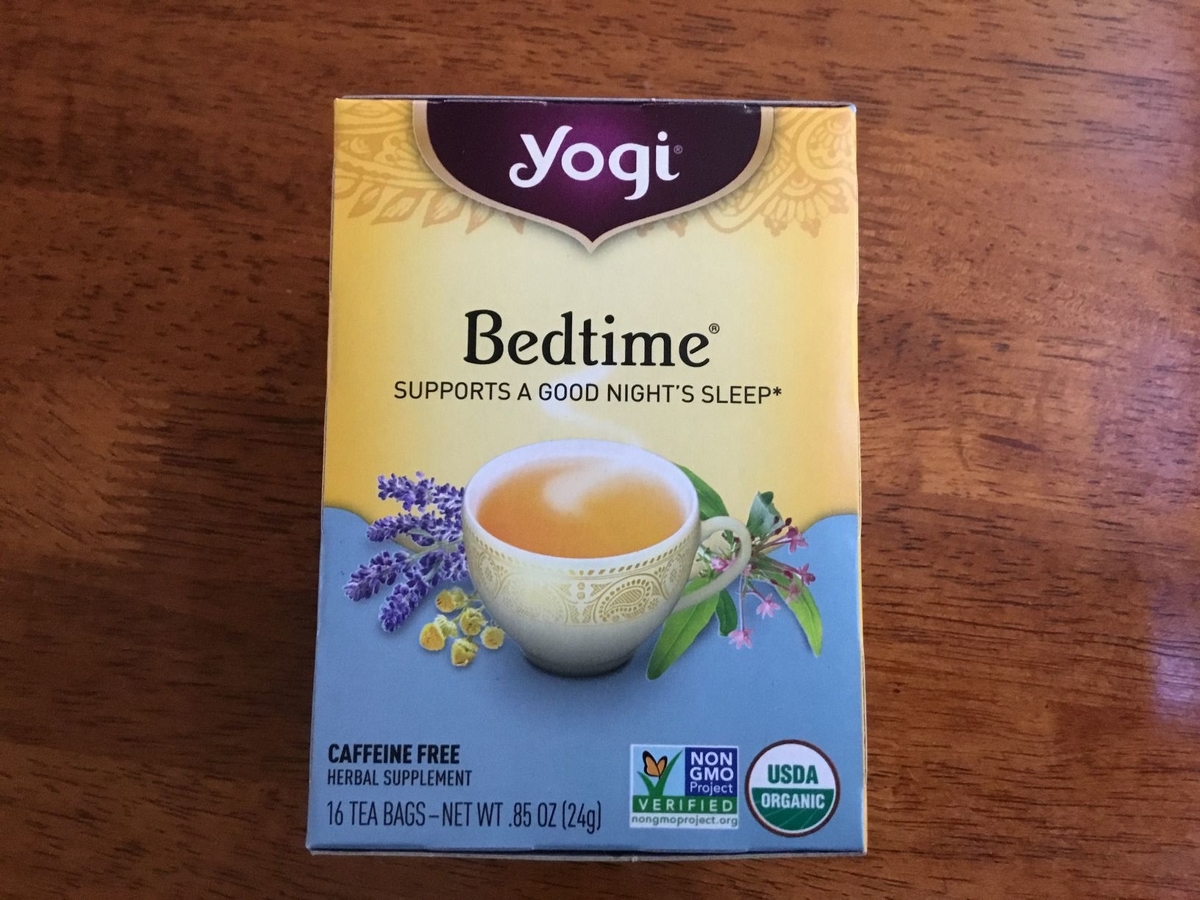 yogi®
Bedtime®
SUPPORTS A GOOD NIGHT'S SLEEP*
CAFFEINE FREE
HERBAL SUPPLEMENT
16 TEA BAGS – NET WT .85 OZ (24g)
NON
GMO
Project
VERIFIED
nongmoproject.org
USDA
ORGANIC